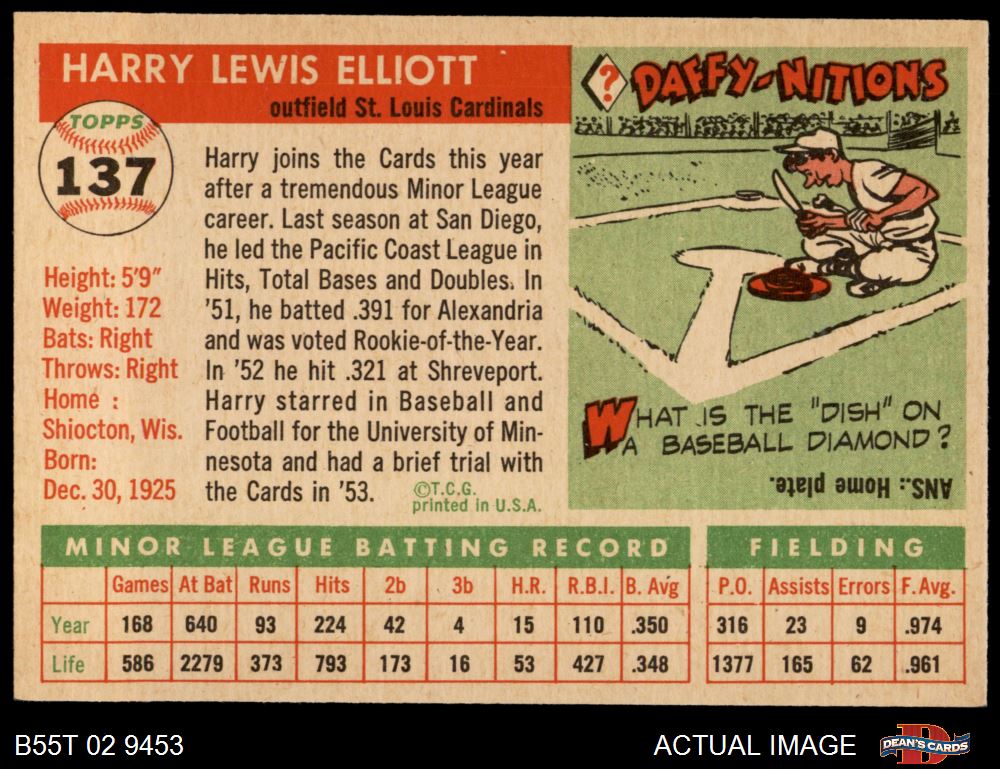 HARRY LEWIS ELLIOTT
outfield St. Louis Cardinals
TOPPS
137
Height: 5'9"
Weight: 172
Bats: Right
Throws: Right
Home :
Shiocton, Wis.
Born:
Dec. 30, 1925
Harry joins the Cards this year
after a tremendous Minor League
career. Last season at San Diego,
he led the Pacific Coast League in
Hits, Total Bases and Doubles. In
'51, he batted .391 for Alexandria
and was voted Rookie-of-the-Year.
In '52 he hit .321 at Shreveport.
Harry starred in Baseball and
Football for the University of Min-
nesota and had a brief trial with
the Cards in '53.
©T.C.G.
printed in U.S.A.
? DAFFY-NITIONS
WHAT IS THE "DISH" ON
A BASEBALL DIAMOND?
ANS.: Home plate.
MINOR LEAGUE BATTING RECORD FIELDING
Games At Bat Runs Hits 2b 3b H.R. R.B.I. B. Avg P.O. Assists Errors F. Avg.
Year 168 640 93 224 42 4 15 110 .350 316 23 9 .974
Life 586 2279 373 793 173 16 53 427 .348 1377 165 62 .961
B55T 02 9453
ACTUAL IMAGE
DEAN'S CARDS